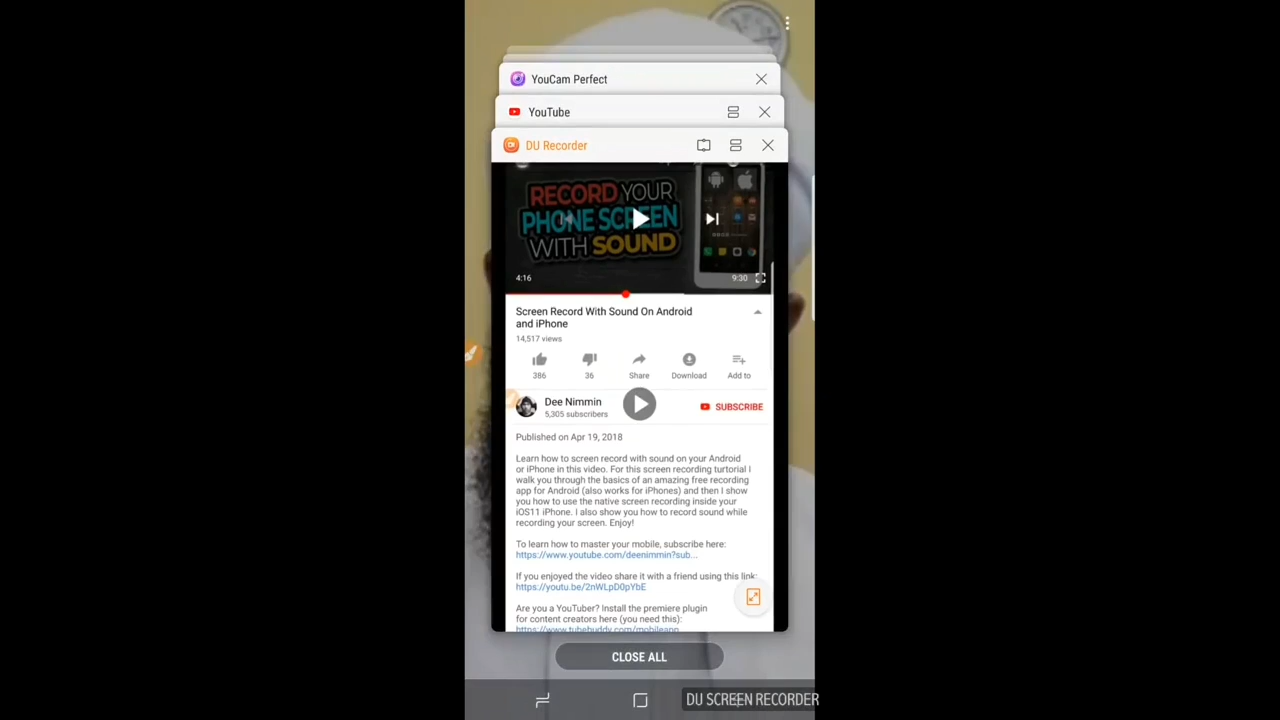 YouCam Perfect
YouTube
DU Recorder
RECORD YOUR
PHONE SCREEN
WITH SOUND
4:16
9:30
Screen Record With Sound On Android
and iPhone
14,517 views
386
36
Share
Download
Add to
Dee Nimmin
5,305 subscribers
SUBSCRIBE
Published on Apr 19, 2018
Learn how to screen record with sound on your Android
or iPhone in this video. For this screen recording turtorial I
walk you through the basics of an amazing free recording
app for Android (also works for iPhones) and then I show
you how to use the native screen recording inside your
iOS11 iPhone. I also show you how to record sound while
recording your screen. Enjoy!
To learn how to master your mobile, subscribe here:
https://www.youtube.com/deenimmin?sub...
If you enjoyed the video share it with a friend using this link:
https://youtu.be/2nWLpD0pYbE
Are you a YouTuber? Install the premiere plugin
for content creators here (you need this):
https://www.tubebuddy.com/mobileapp
CLOSE ALL
DU SCREEN RECORDER